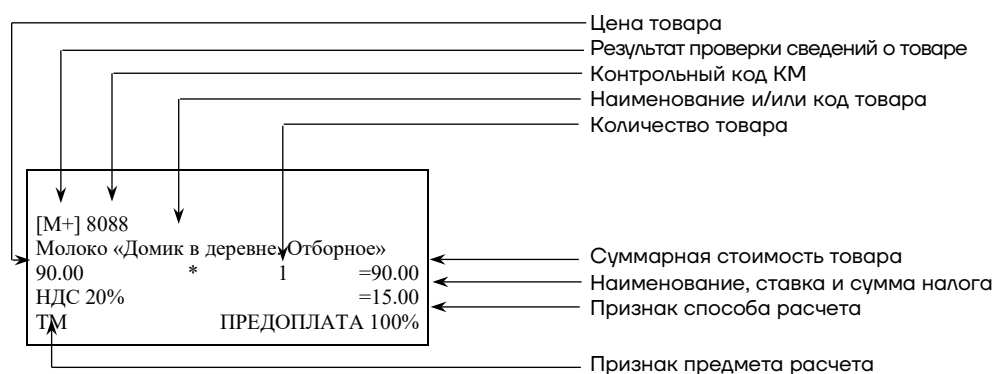 Цена товара
Результат проверки сведений о товаре
Контрольный код КМ
Наименование и/или код товара
Количество товара
[M+] 8088
Молоко «Домик в деревне. Отборное»
90.00 * 1 =90.00
НДС 20% =15.00
ТМ ПРЕДОПЛАТА 100%
Суммарная стоимость товара
Наименование, ставка и сумма налога
Признак способа расчета
Признак предмета расчета